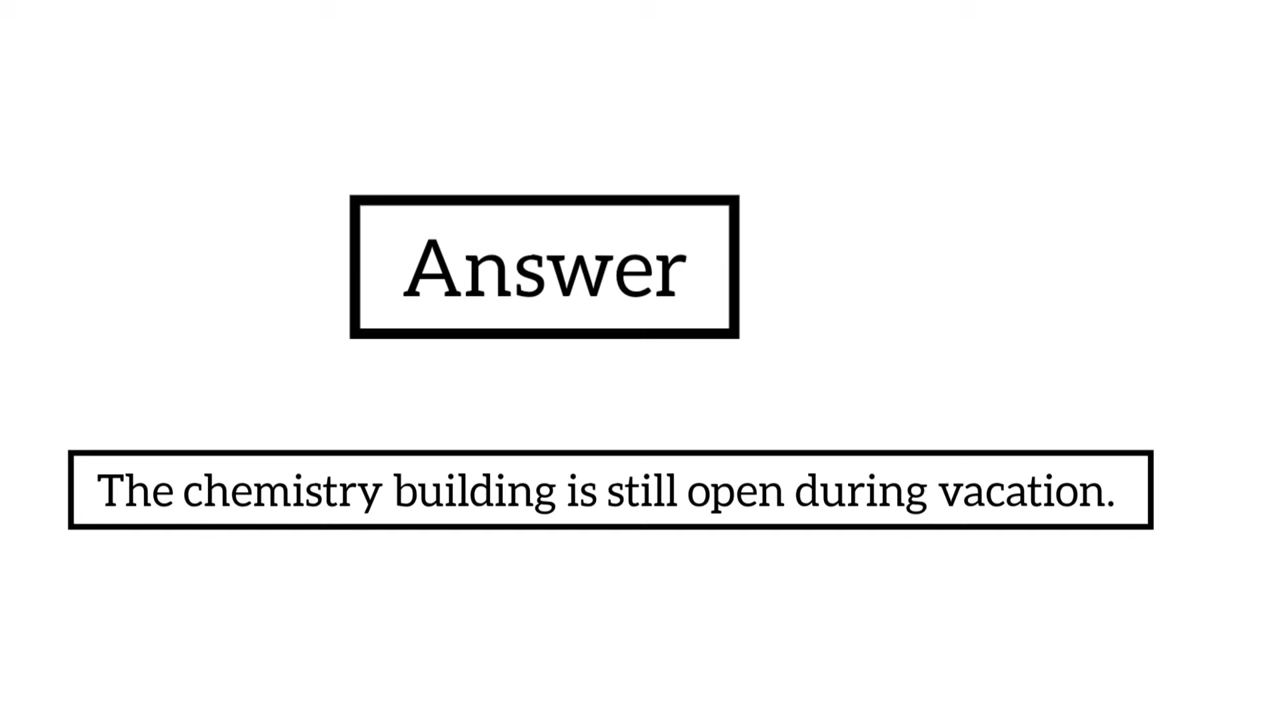 Answer
The chemistry building is still open during vacation.